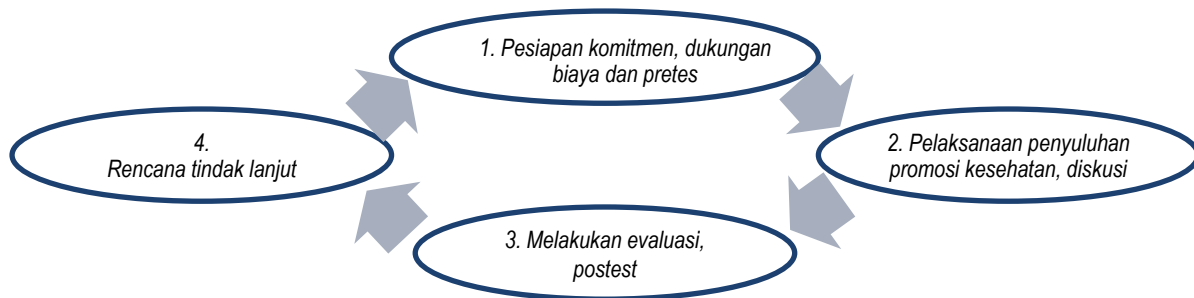 1. Pesiapan komitmen, dukungan
biaya dan pretes
2. Pelaksanaan penyuluhan
promosi kesehatan, diskusi
3. Melakukan evaluasi,
postest
4.
Rencana tindak lanjut